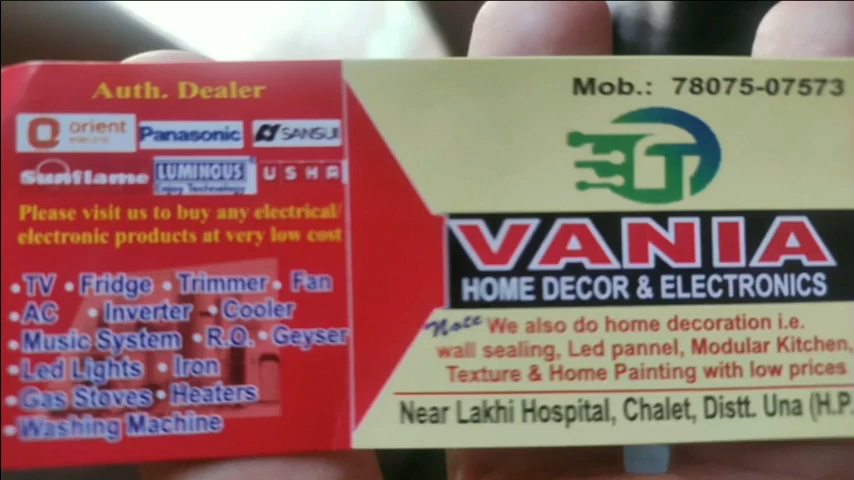 Auth. Dealer
orient
electric
Panasonic
SANSUI
Sunflame
LUMINOUS
Enjoy Technology
USHA
Please visit us to buy any electrical/
electronic products at very low cost
• TV • Fridge • Trimmer • Fan
• AC • Inverter • Cooler
• Music System • R.O. • Geyser
• Led Lights • Iron
• Gas Stoves • Heaters
• Washing Machine
Mob.: 78075-07573
VANIA
HOME DECOR & ELECTRONICS
Note We also do home decoration i.e.
wall sealing, Led pannel, Modular Kitchen,
Texture & Home Painting with low prices
Near Lakhi Hospital, Chalet, Distt. Una (H.P.